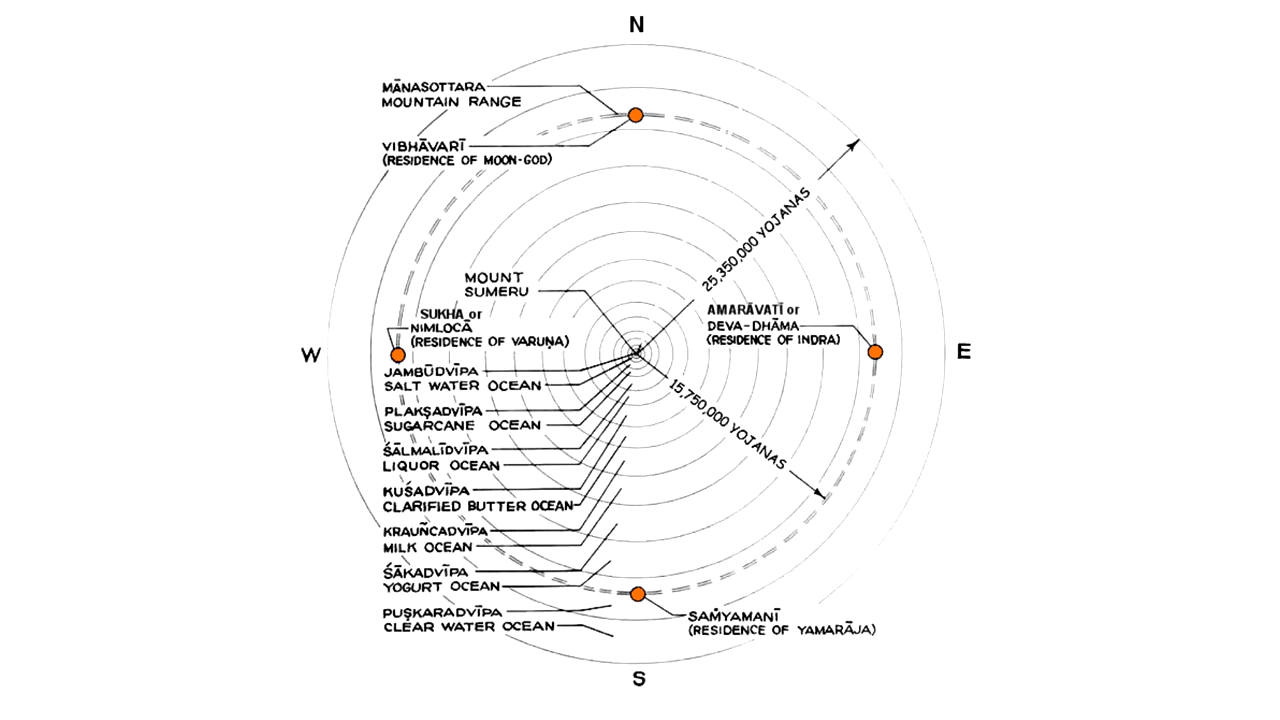 N
MĀNASOTTARA
MOUNTAIN RANGE
VIBHĀVARĪ
(RESIDENCE OF MOON-GOD)
25,350,000 YOJANAS
MOUNT
SUMERU
SUKHA or
NIMLOCĀ
(RESIDENCE OF VARUṆA)
AMARĀVATĪ or
DEVA-DHĀMA
(RESIDENCE OF INDRA)
W
E
JAMBŪDVĪPA
SALT WATER OCEAN
15,750,000 YOJANAS
PLAKṢADVĪPA
SUGARCANE OCEAN
ŚĀLMALĪDVĪPA
LIQUOR OCEAN
KUŚADVĪPA
CLARIFIED BUTTER OCEAN
KRAUÑCADVĪPA
MILK OCEAN
ŚĀKADVĪPA
YOGURT OCEAN
PUṢKARADVĪPA
CLEAR WATER OCEAN
SAṀYAMANĪ
(RESIDENCE OF YAMARĀJA)
S